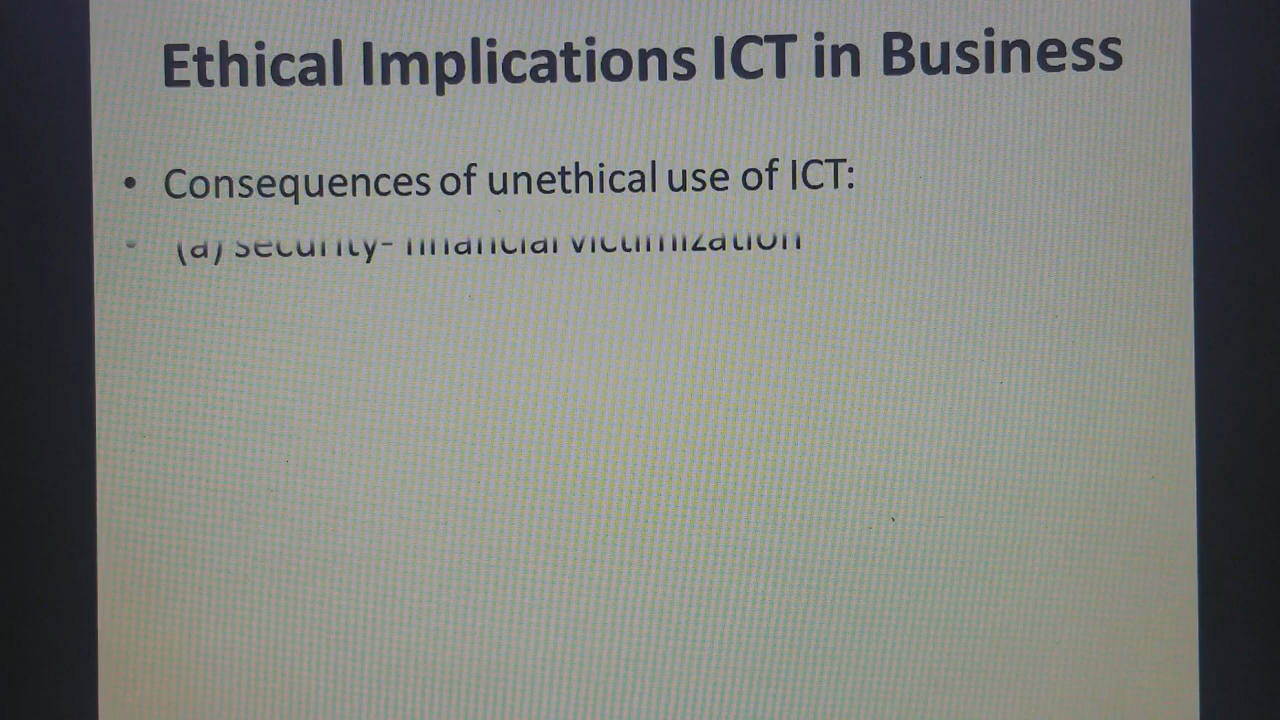 Ethical Implications ICT in Business
• Consequences of unethical use of ICT:
• (a) security- financial victimization